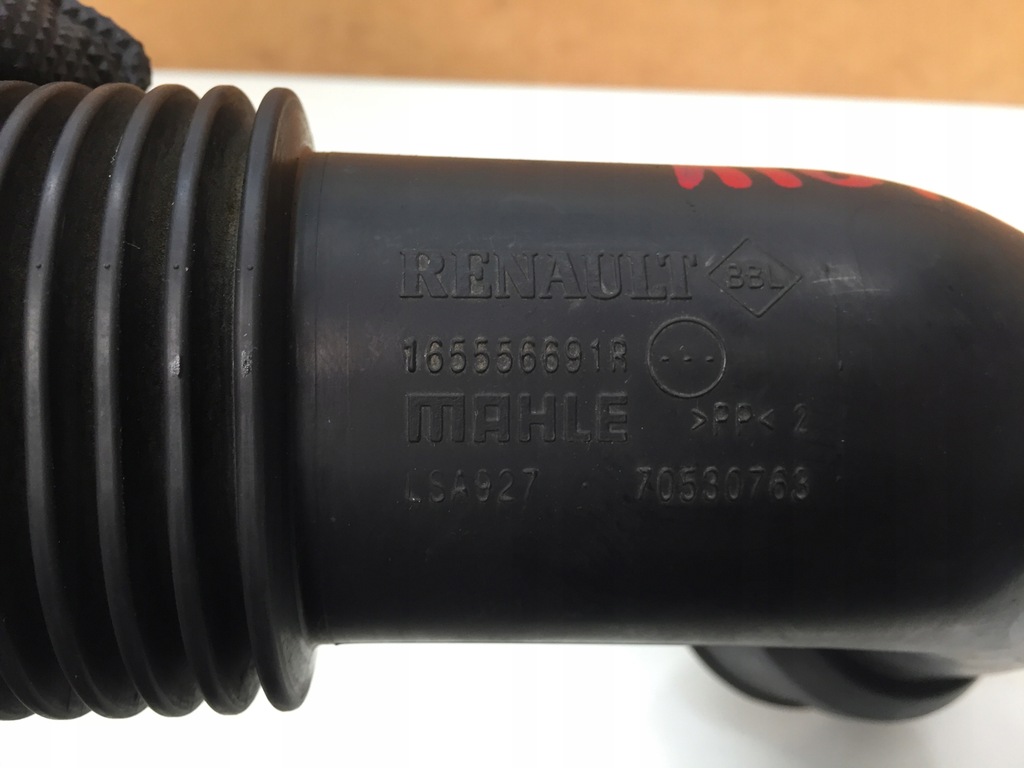 RENAULT BBL
165556691R
MAHLE >PP< 2
LSA927 70530763